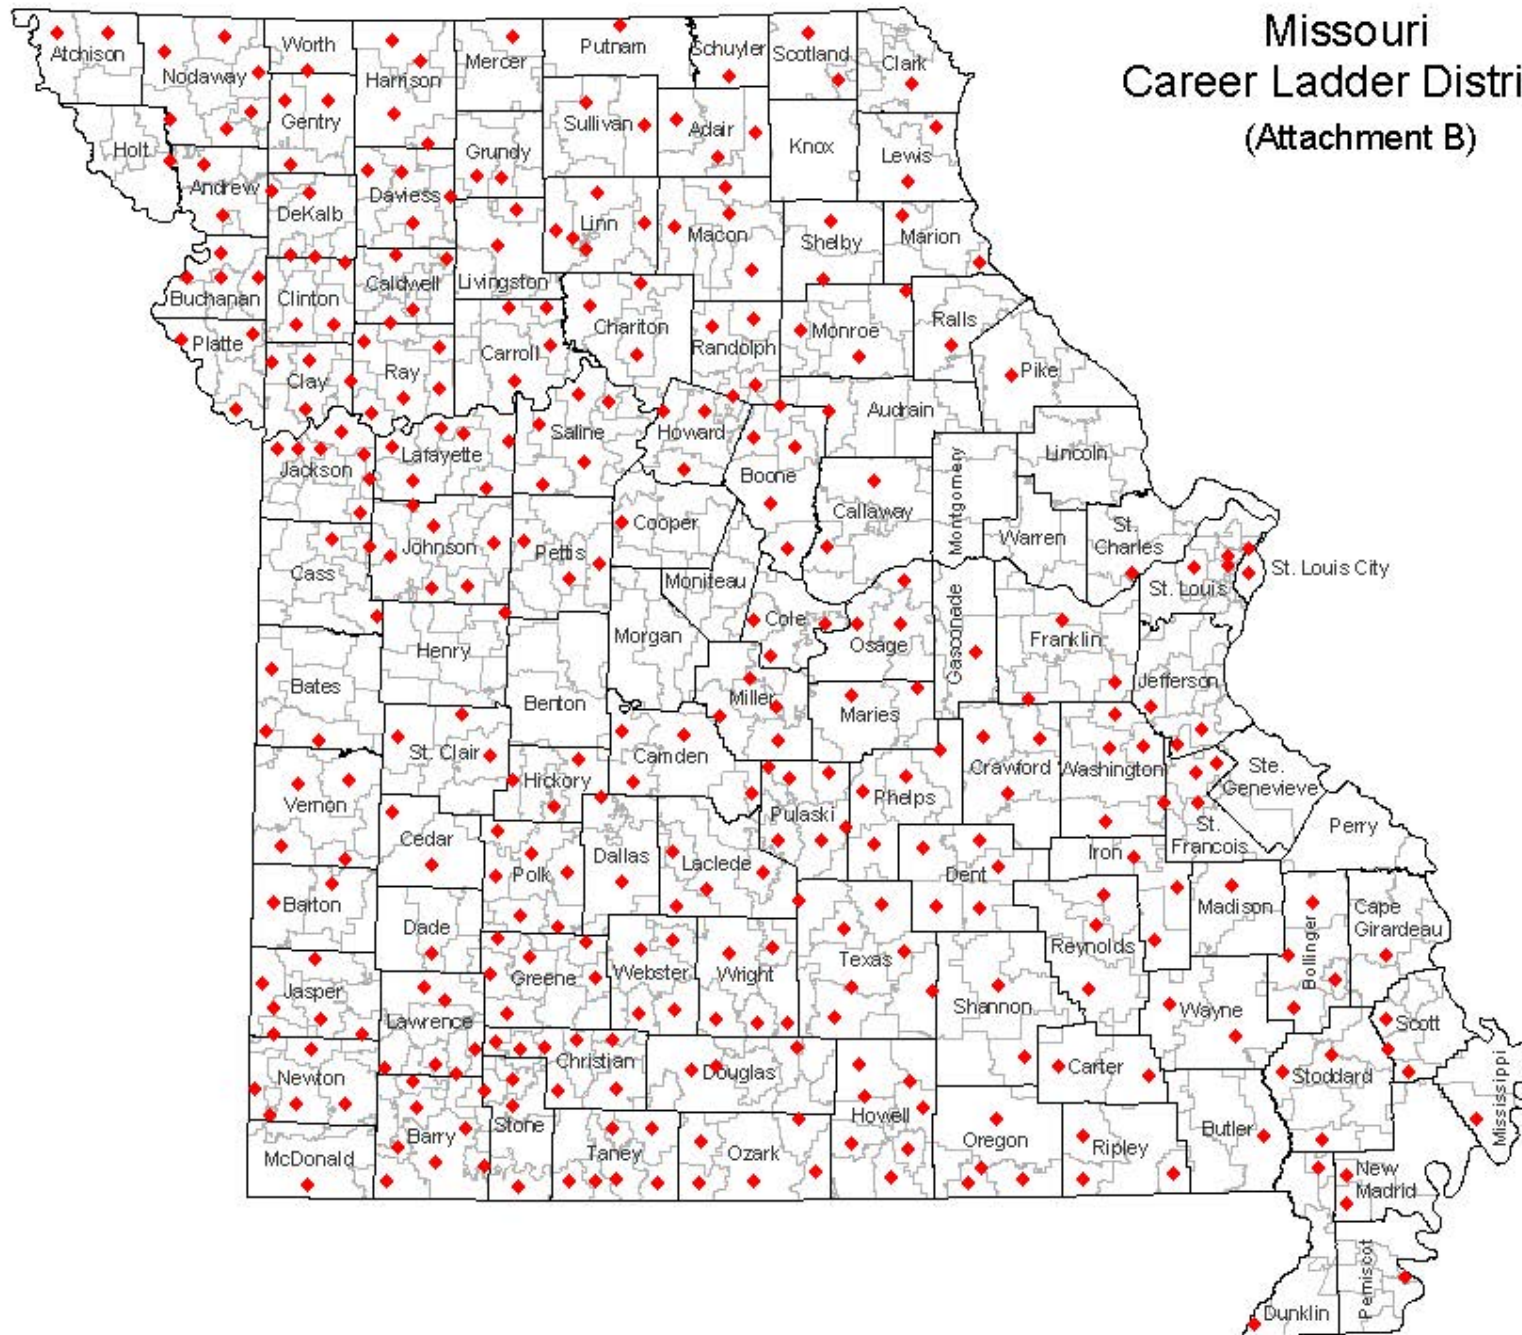 Missouri
Career Ladder Distri
(Attachment B)
Atchison
Nodaway
Worth
Harrison
Mercer
Putnam
Schuyler
Scotland
Clark
Holt
Gentry
Sullivan
Adair
Knox
Lewis
Andrew
DeKalb
Daviess
Grundy
Linn
Macon
Shelby
Marion
Buchanan
Clinton
Caldwell
Livingston
Chariton
Randolph
Monroe
Ralls
Pike
Platte
Clay
Ray
Carroll
Saline
Howard
Audrain
Jackson
Lafayette
Boone
Callaway
Montgomery
Lincoln
Warren
St.
Charles
Cass
Johnson
Pettis
Cooper
Moniteau
St. Louis
St. Louis City
Bates
Henry
Benton
Morgan
Cole
Osage
Gasconade
Franklin
Jefferson
Miller
Maries
Vernon
St. Clair
Hickory
Camden
Pulaski
Phelps
Crawford
Washington
Ste.
Genevieve
St.
Francois
Perry
Barton
Cedar
Polk
Dallas
Laclede
Dent
Iron
Madison
Bollinger
Cape
Girardeau
Dade
Greene
Webster
Wright
Texas
Shannon
Reynolds
Wayne
Jasper
Lawrence
Christian
Douglas
Howell
Carter
Stoddard
Scott
Mississippi
Newton
McDonald
Barry
Stone
Taney
Ozark
Oregon
Ripley
Butler
New
Madrid
Pemiscot
Dunklin